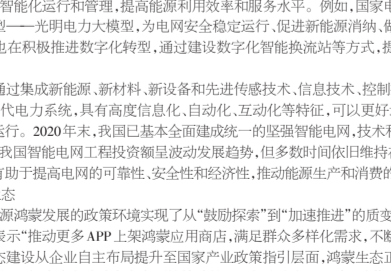 智能化运行和管理，提高能源利用效率和服务水平。例如，国家电
型——光明电力大模型，为电网安全稳定运行、促进新能源消纳、做
也在积极推进数字化转型，通过建设数字化智能换流站等方式，提
通过集成新能源、新材料、新设备和先进传感技术、信息技术、控制
代电力系统，具有高度信息化、自动化、互动化等特征，可以更好
运行。2020年末，我国已基本全面建成统一的坚强智能电网，技术和
我国智能电网工程投资额呈波动发展趋势，但多数时间依旧维持在
有助于提高电网的可靠性、安全性和经济性，推动能源生产和消费的
生态
源鸿蒙发展的政策环境实现了从“鼓励探索”到“加速推进”的质变
表示“推动更多APP上架鸿蒙应用商店，满足群众多样化需求，不断
态建设从企业自主布局提升至国家产业政策指引层面，鸿蒙生态正